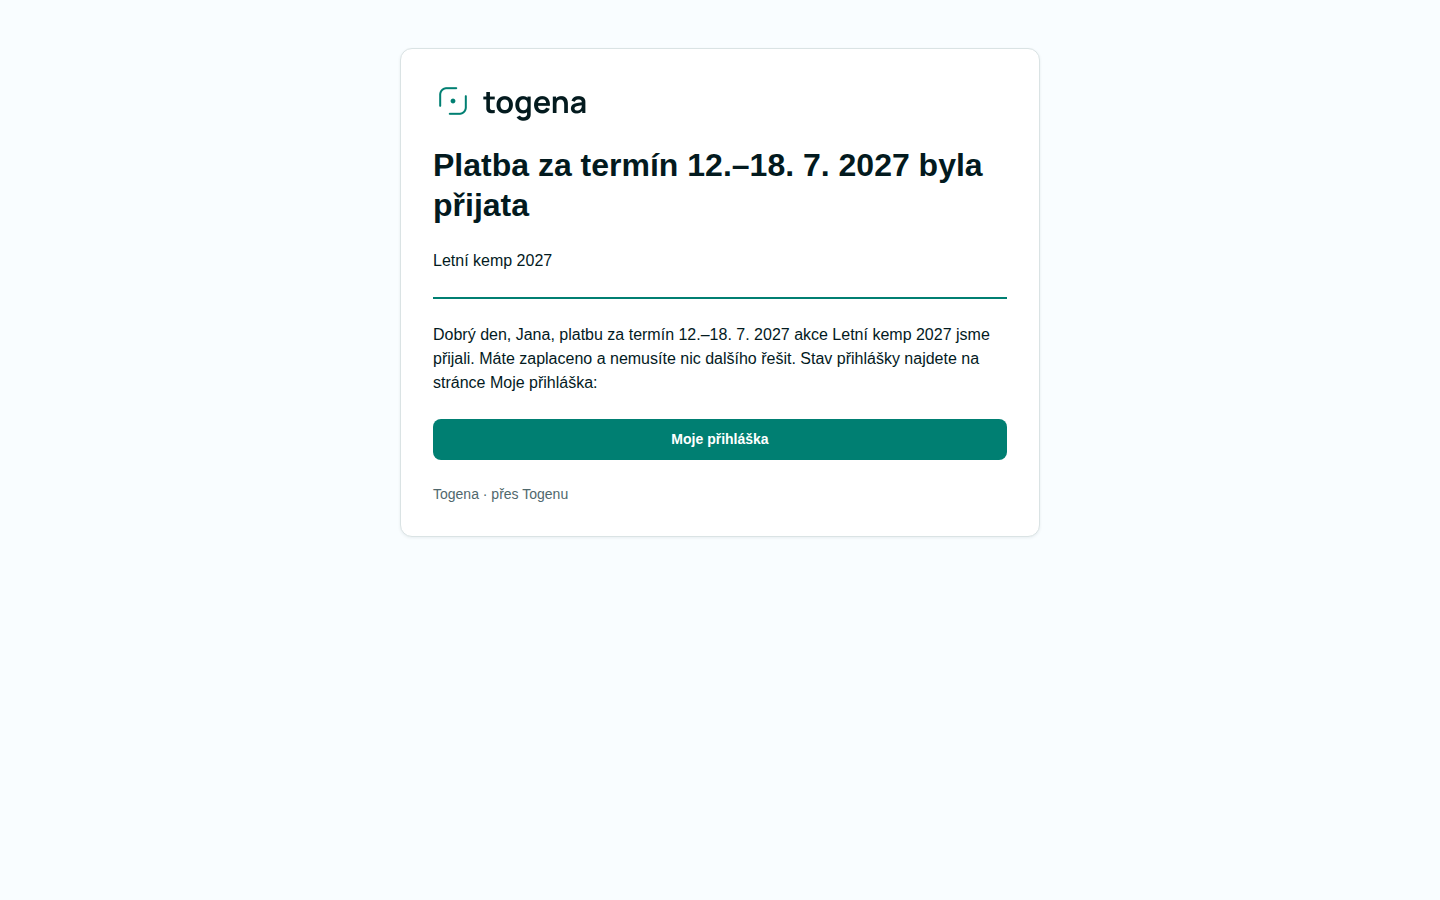 togena
Platba za termín 12.–18. 7. 2027 byla
přijata
Letní kemp 2027
Dobrý den, Jana, platbu za termín 12.–18. 7. 2027 akce Letní kemp 2027 jsme
přijali. Máte zaplaceno a nemusíte nic dalšího řešit. Stav přihlášky najdete na
stránce Moje přihláška:
Moje přihláška
Togena · přes Togenu